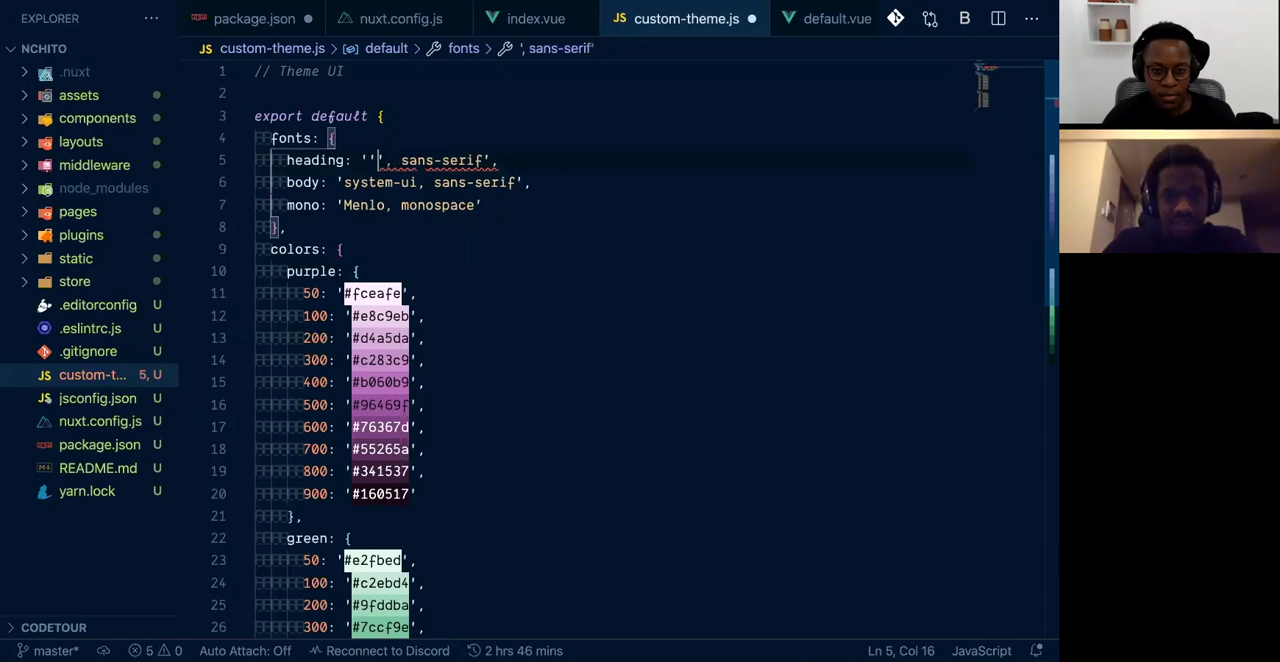 EXPLORER ...
package.json nuxt.config.js index.vue JS custom-theme.js default.vue B ...
NCHITO
JS custom-theme.js > default > fonts > ', sans-serif'
.nuxt
assets
components
layouts
middleware
node_modules
pages
plugins
static
store
.editorconfig U
.eslintrc.js U
.gitignore U
JS custom-t... 5, U
JS jsconfig.json U
nuxt.config.js U
package.json U
README.md U
yarn.lock U
CODETOUR
1 // Theme UI
2
3 export default {
4 fonts: {
5 heading: ''', sans-serif',
6 body: 'system-ui, sans-serif',
7 mono: 'Menlo, monospace'
8 },
9 colors: {
10 purple: {
11 50: '#fceafe',
12 100: '#e8c9eb',
13 200: '#d4a5da',
14 300: '#c283c9',
15 400: '#b060b9',
16 500: '#96469f',
17 600: '#76367d',
18 700: '#55265a',
19 800: '#341537',
20 900: '#160517'
21 },
22 green: {
23 50: '#e2fbed',
24 100: '#c2ebd4',
25 200: '#9fddba',
26 300: '#7ccf9e',
master* 5 0 Auto Attach: Off Reconnect to Discord 2 hrs 46 mins Ln 5, Col 16 JavaScript